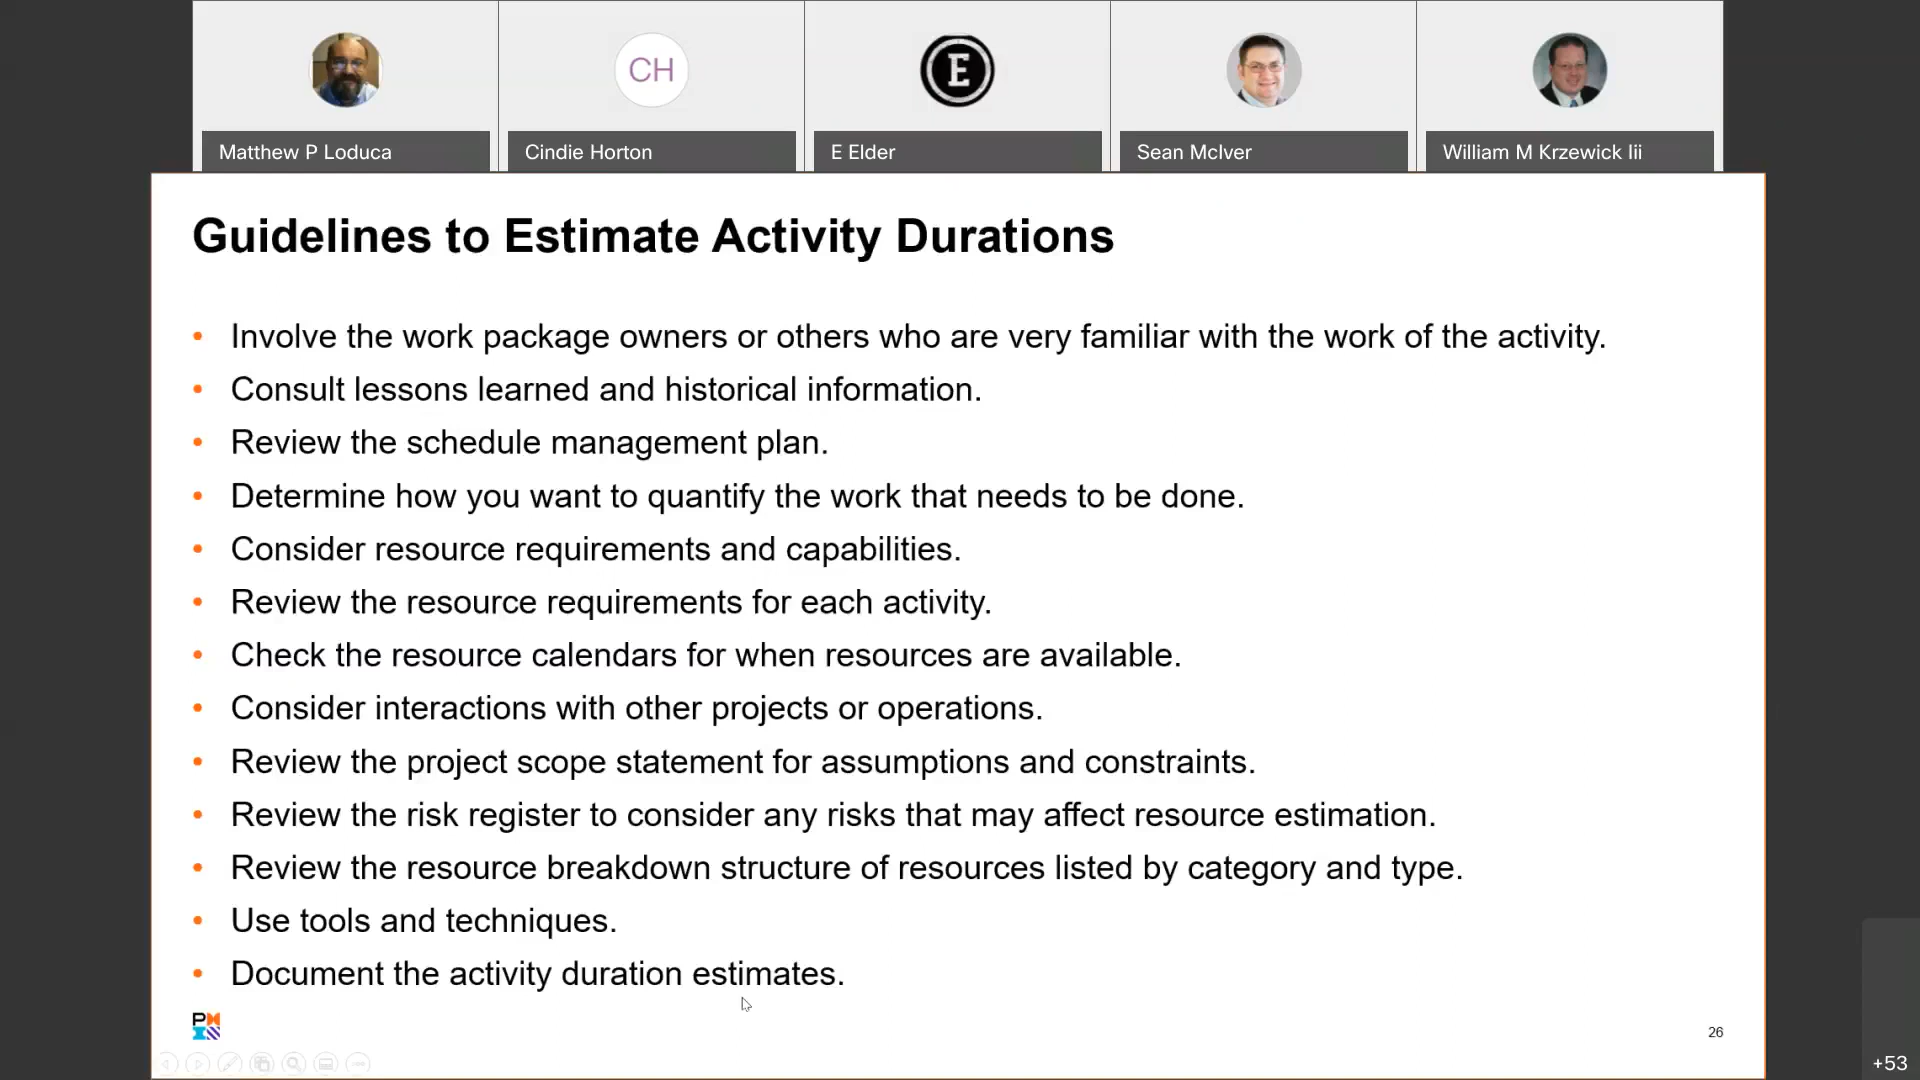 CH
E
Matthew P Loduca
Cindie Horton
E Elder
Sean McIver
William M Krzewick Iii
Guidelines to Estimate Activity Durations
• Involve the work package owners or others who are very familiar with the work of the activity.
• Consult lessons learned and historical information.
• Review the schedule management plan.
• Determine how you want to quantify the work that needs to be done.
• Consider resource requirements and capabilities.
• Review the resource requirements for each activity.
• Check the resource calendars for when resources are available.
• Consider interactions with other projects or operations.
• Review the project scope statement for assumptions and constraints.
• Review the risk register to consider any risks that may affect resource estimation.
• Review the resource breakdown structure of resources listed by category and type.
• Use tools and techniques.
• Document the activity duration estimates.
26
+53